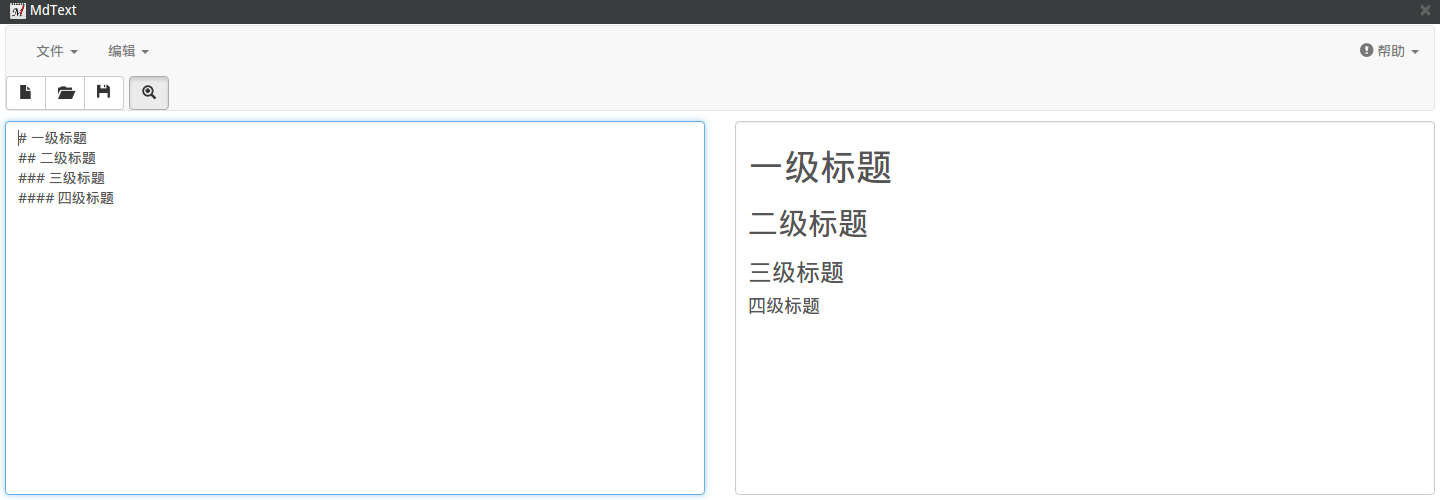 MdText
文件 编辑 帮助
# 一级标题
## 二级标题
### 三级标题
#### 四级标题
一级标题
二级标题
三级标题
四级标题